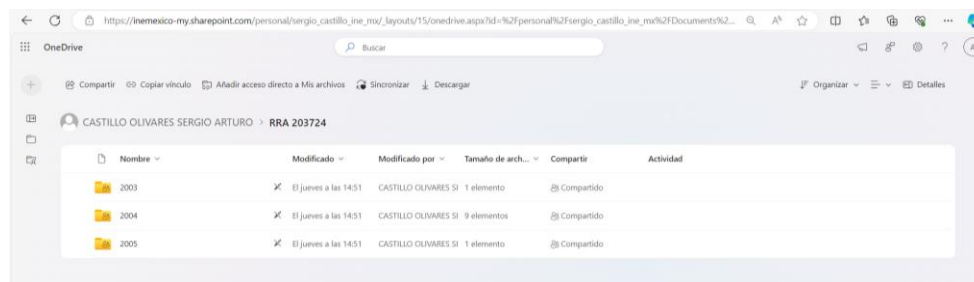 https://inemexico-my.sharepoint.com/personal/sergio_castillo_ine_mx/_layouts/15/onedrive.aspx?id=%2Fpersonal%2Fsergio_castillo_ine_mx%2FDocuments%2...
OneDrive Buscar
Compartir Copiar vínculo Añadir acceso directo a Mis archivos Sincronizar Descargar Organizar Detalles
CASTILLO OLIVARES SERGIO ARTURO > RRA 203724
Nombre Modificado Modificado por Tamaño de arch... Compartir Actividad
2003 El jueves a las 14:51 CASTILLO OLIVARES SI 1 elemento Compartido
2004 El jueves a las 14:51 CASTILLO OLIVARES SI 9 elementos Compartido
2005 El jueves a las 14:51 CASTILLO OLIVARES SI 1 elemento Compartido